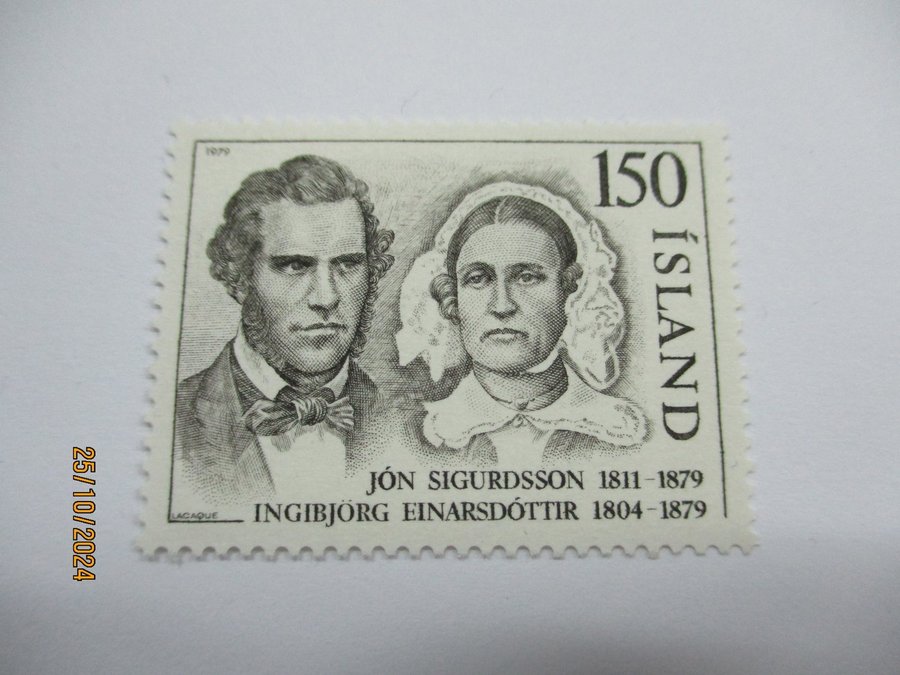 1979
150
ÍSLAND
JÓN SIGURDSSON 1811-1879
INGIBJÖRG EINARSDÓTTIR 1804-1879
LACAQUE
25/10/2024